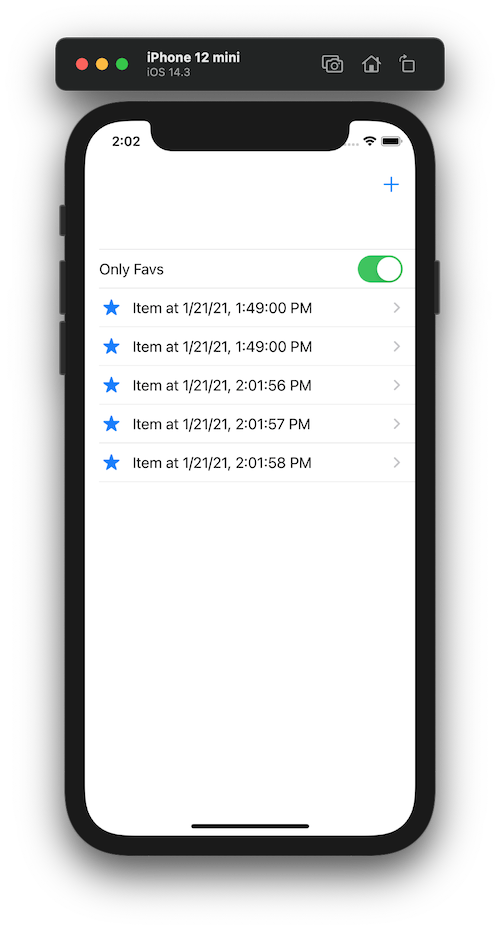 iPhone 12 mini
iOS 14.3
2:02
Only Favs
Item at 1/21/21, 1:49:00 PM
Item at 1/21/21, 1:49:00 PM
Item at 1/21/21, 2:01:56 PM
Item at 1/21/21, 2:01:57 PM
Item at 1/21/21, 2:01:58 PM